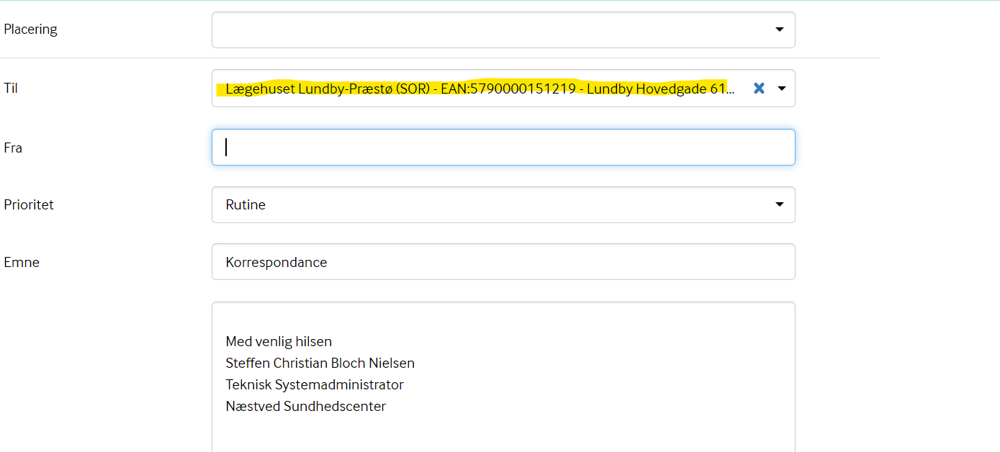 Placering
Til
Lægehuset Lundby-Præstø (SOR) - EAN:5790000151219 - Lundby Hovedgade 61...
Fra
Prioritet
Rutine
Emne
Korrespondance
Med venlig hilsen
Steffen Christian Bloch Nielsen
Teknisk Systemadministrator
Næstved Sundhedscenter